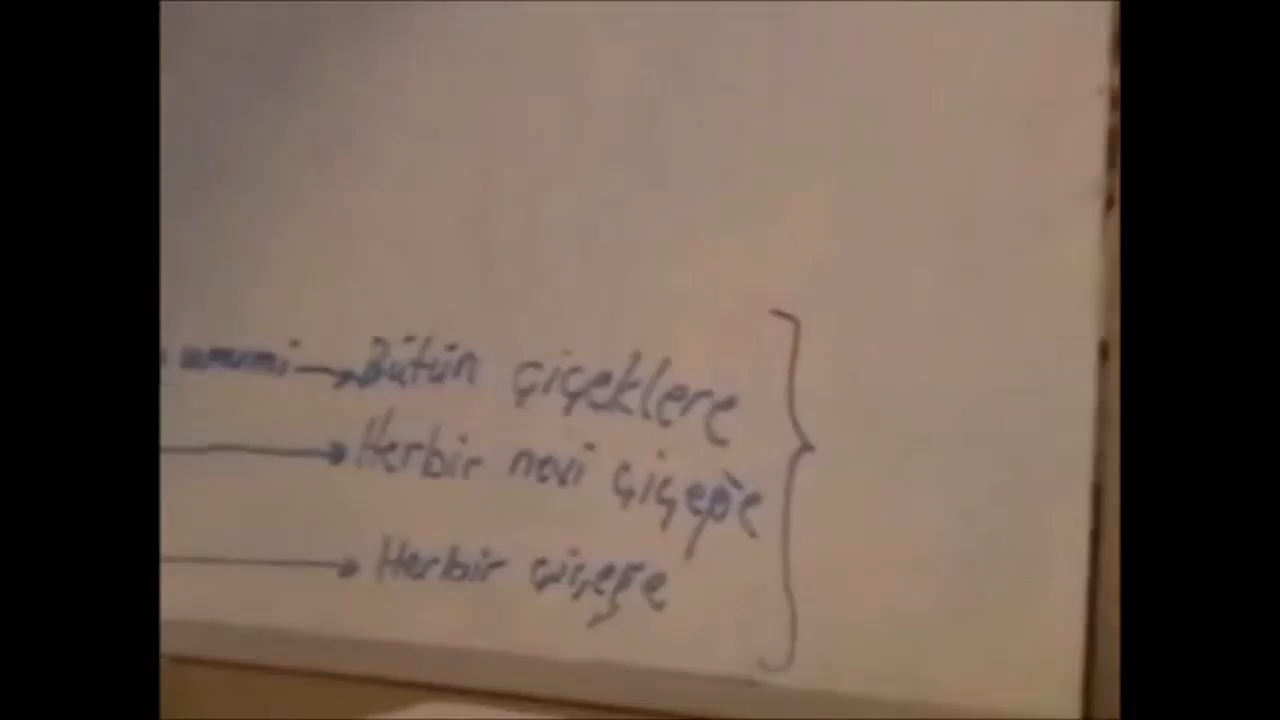 umumi → Bütün çiçeklere
→ Herbir nevi çiçeğe
→ Herbir çiçeğe